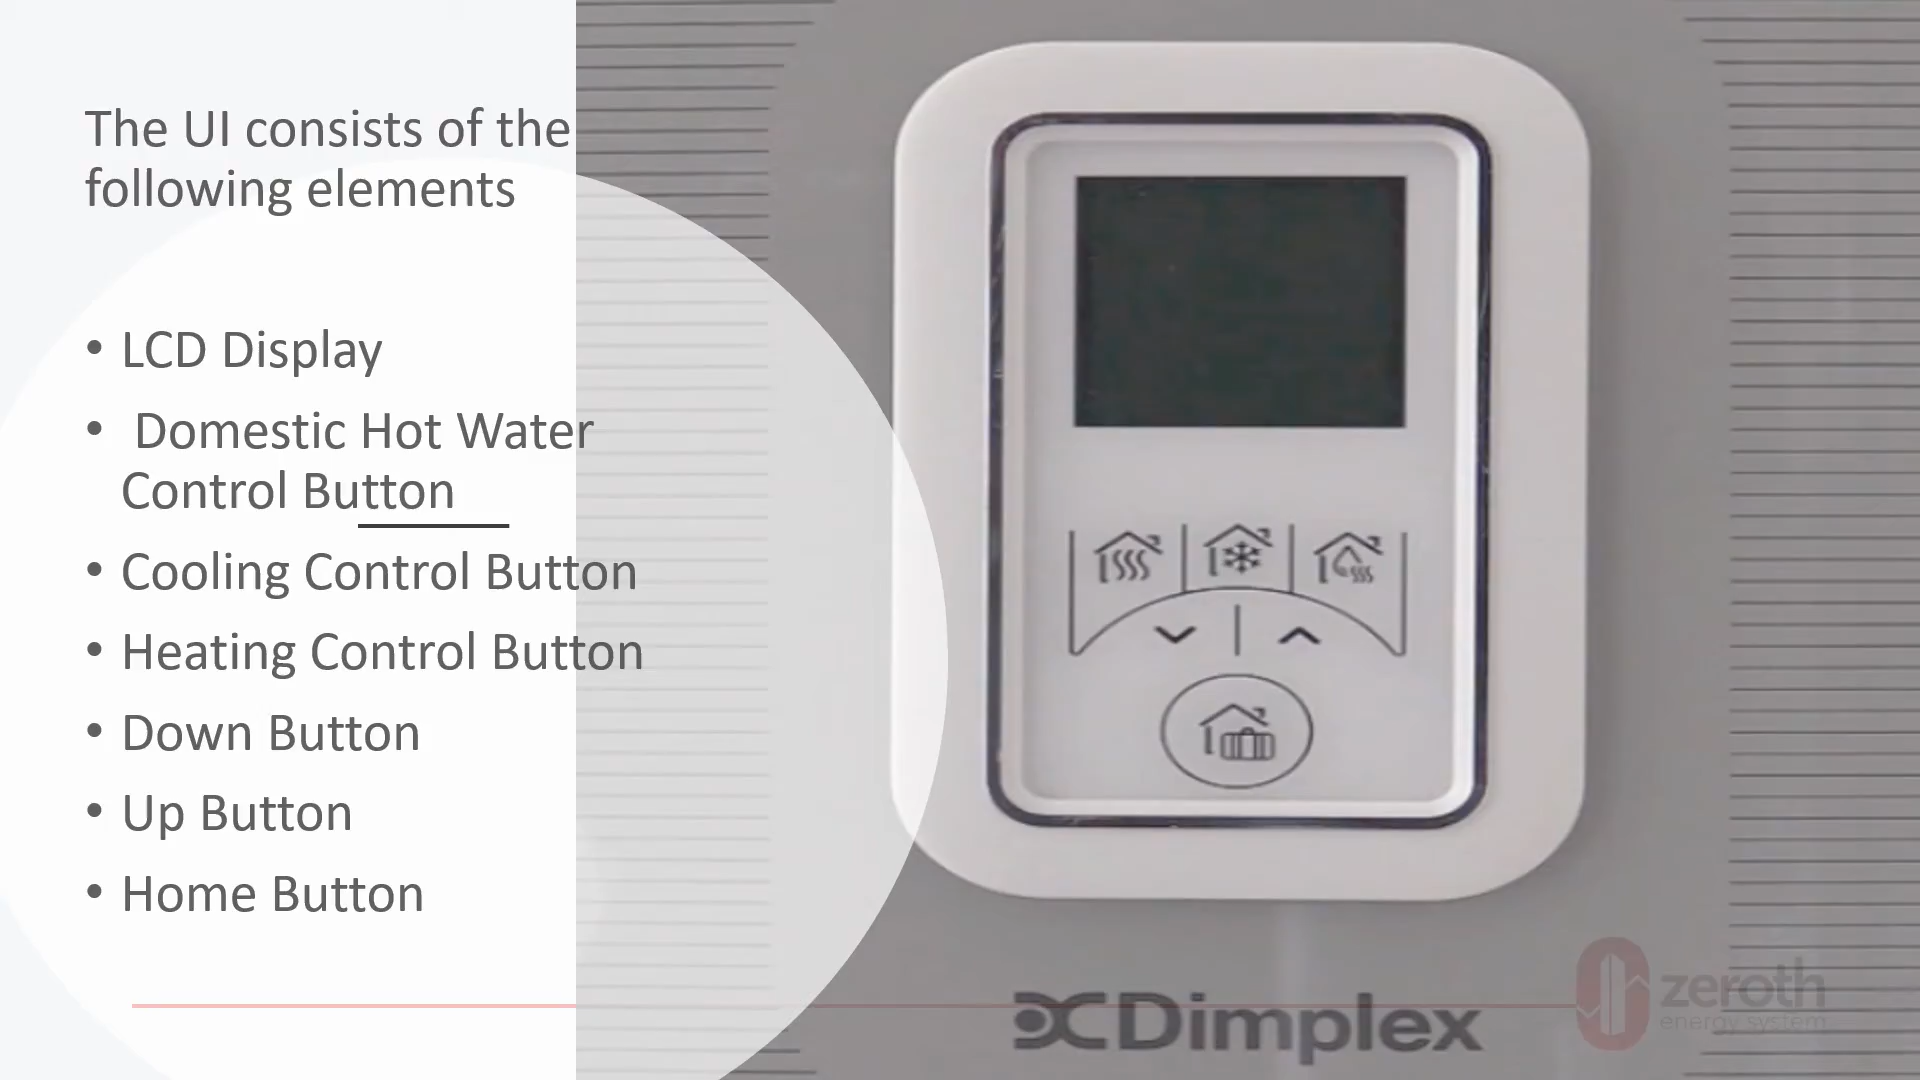 The UI consists of the
following elements
• LCD Display
• Domestic Hot Water
Control Button
• Cooling Control Button
• Heating Control Button
• Down Button
• Up Button
• Home Button
Dimplex
zeroth
energy system